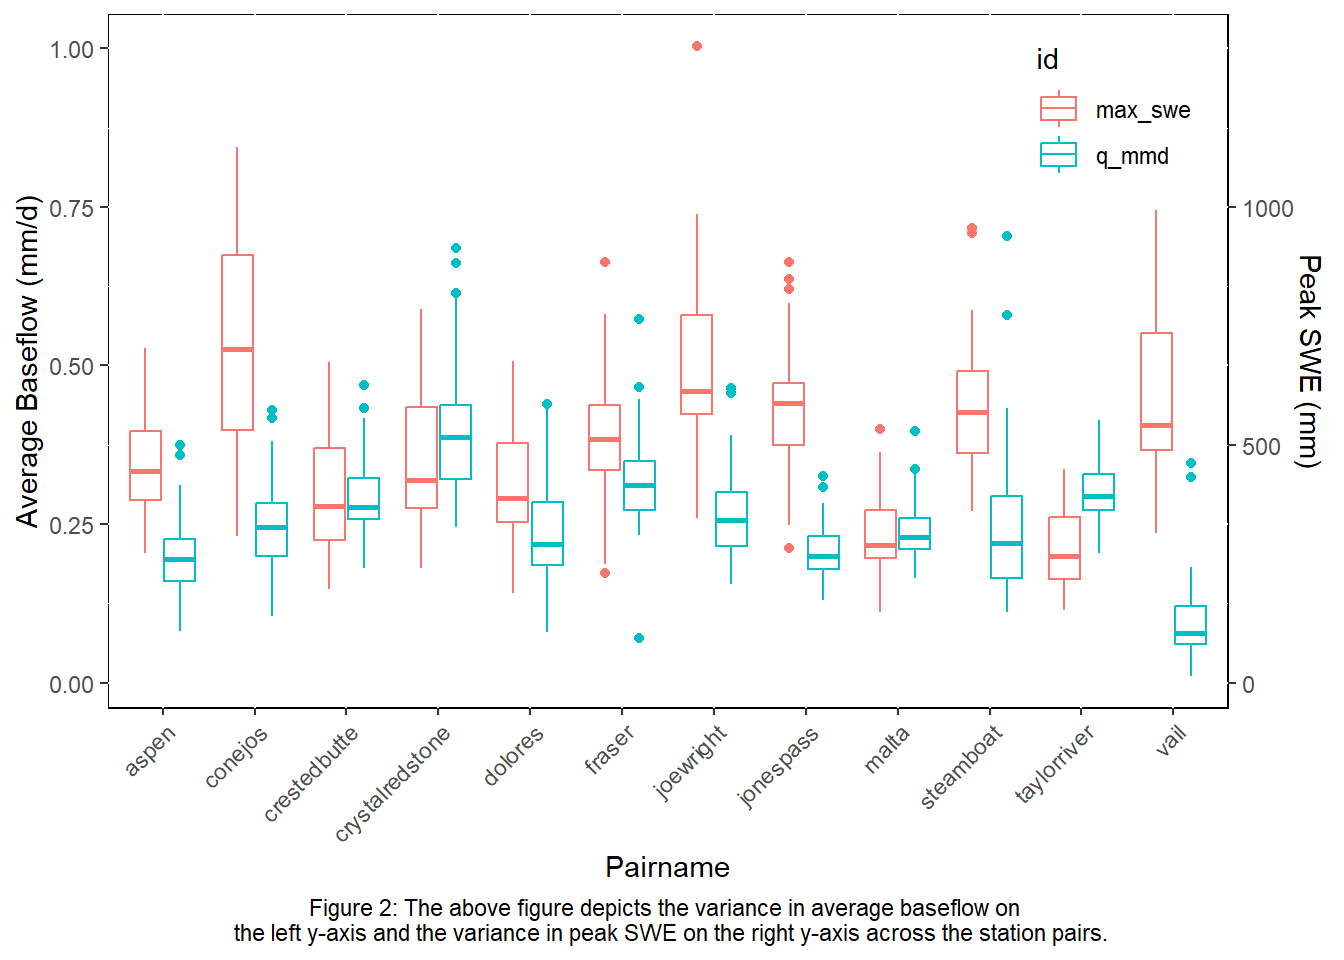 id
max_swe
q_mmd
1.00
0.75
0.50
0.25
0.00
Average Baseflow (mm/d)
1000
500
0
Peak SWE (mm)
aspen
conejos
crestedbutte
crystalredstone
dolores
fraser
joewright
jonespass
malta
steamboat
taylorriver
vail
Pairname
Figure 2: The above figure depicts the variance in average baseflow on
the left y-axis and the variance in peak SWE on the right y-axis across the station pairs.